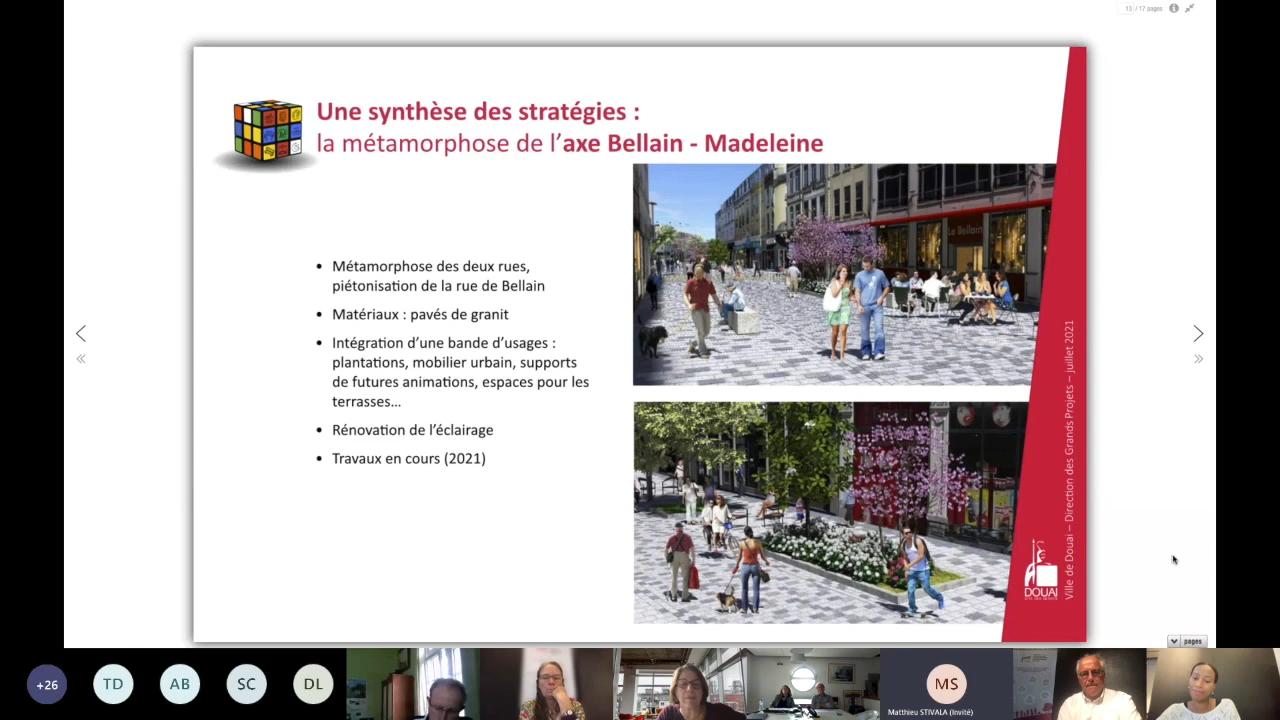 13 / 17 pages
Une synthèse des stratégies :
la métamorphose de l'axe Bellain - Madeleine
• Métamorphose des deux rues,
piétonisation de la rue de Bellain
• Matériaux : pavés de granit
• Intégration d'une bande d'usages :
plantations, mobilier urbain, supports
de futures animations, espaces pour les
terrasses...
• Rénovation de l'éclairage
• Travaux en cours (2021)
Le Bellain
Ville de Douai – Direction des Grands Projets – juillet 2021
DOUAI
pages
+26
TD
AB
SC
DL
MS
Matthieu STIVALA (Invité)